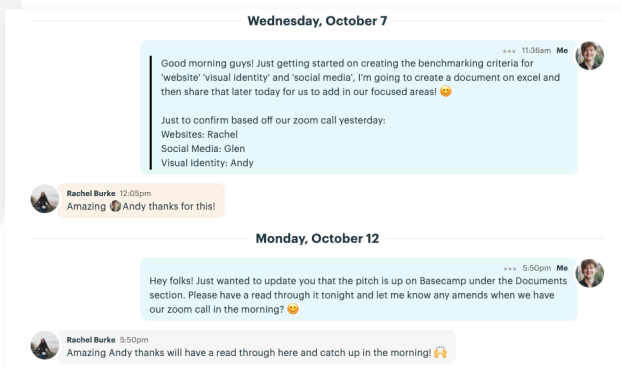 Wednesday, October 7
11:36am Me
Good morning guys! Just getting started on creating the benchmarking criteria for
'website' 'visual identity' and 'social media', I'm going to create a document on excel and
then share that later today for us to add in our focused areas! 😊
Just to confirm based off our zoom call yesterday:
Websites: Rachel
Social Media: Glen
Visual Identity: Andy
Rachel Burke 12:05pm
Amazing Andy thanks for this!
Monday, October 12
5:50pm Me
Hey folks! Just wanted to update you that the pitch is up on Basecamp under the Documents
section. Please have a read through it tonight and let me know any amends when we have
our zoom call in the morning? 😊
Rachel Burke 5:50pm
Amazing Andy thanks will have a read through here and catch up in the morning! 🙌